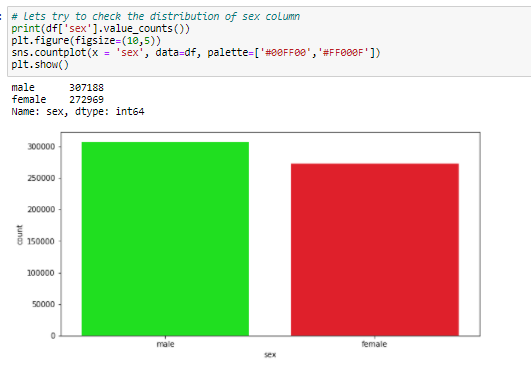 # Lets try to check the distribution of sex column
print(df['sex'].value_counts())
plt.figure(figsize=(10,5))
sns.countplot(x = 'sex', data=df, palette=['#00FF00','#FF000F'])
plt.show()
male 307188
female 272969
Name: sex, dtype: int64
300000
250000
200000
150000
100000
50000
0
count
male female
sex